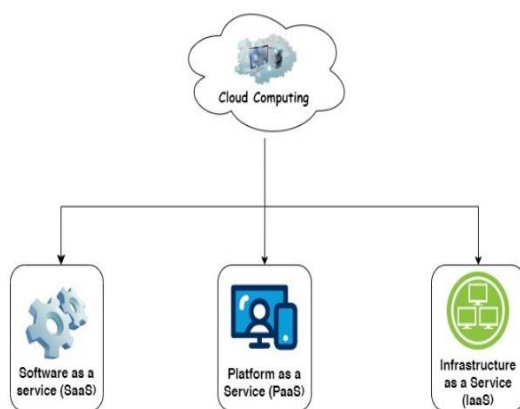 Cloud Computing
Software as a
service (SaaS)
Platform as a
Service (PaaS)
Infrastructure
as a Service
(IaaS)